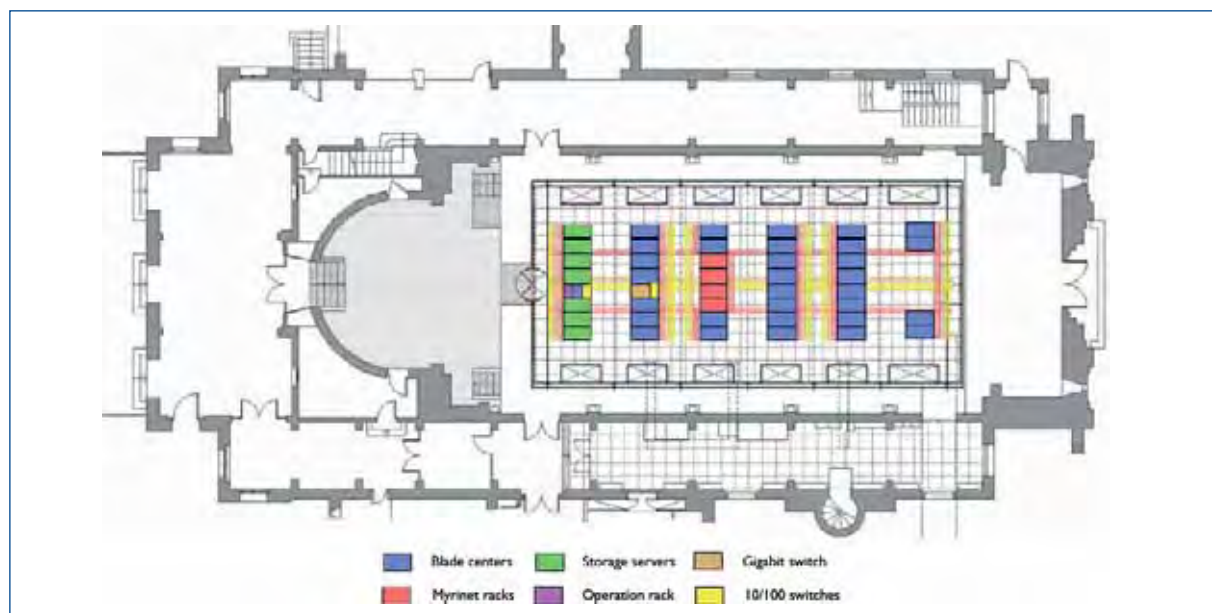 Blade centers Storage servers Gigabit switch
Myrinet racks Operation rack 10/100 switches